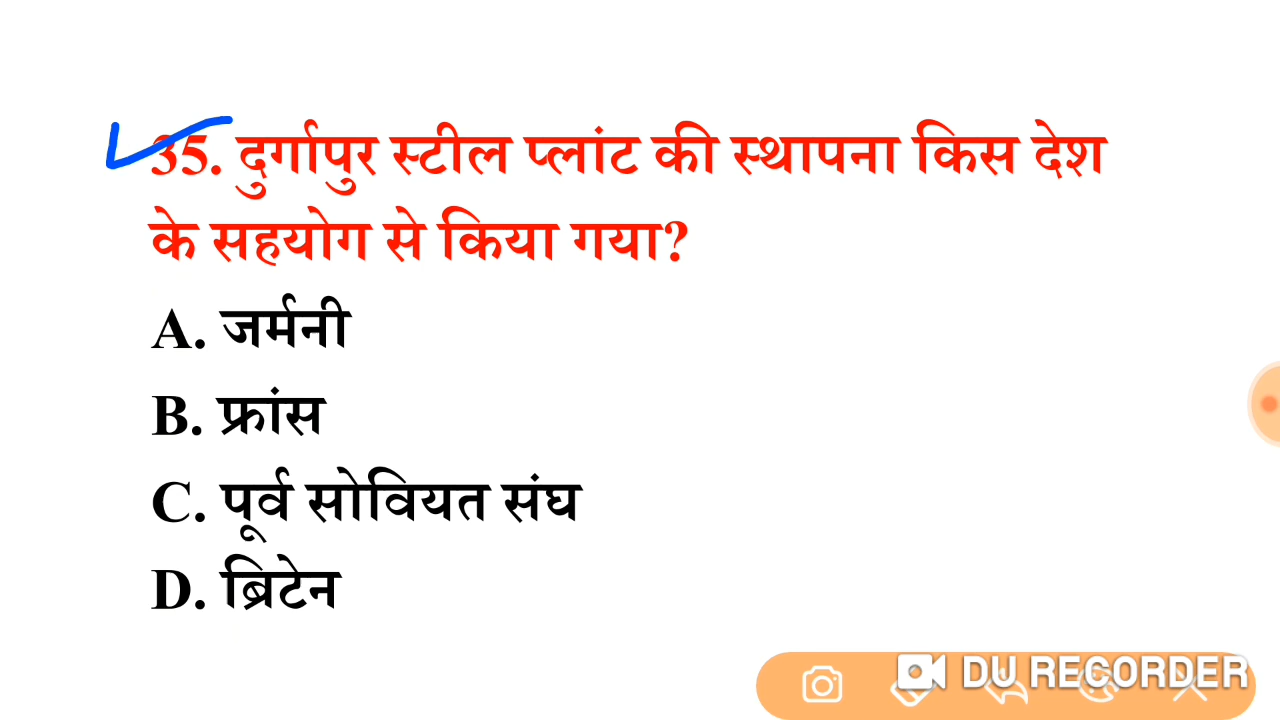 35. दुर्गापुर स्टील प्लांट की स्थापना किस देश
के सहयोग से किया गया?
A. जर्मनी
B. फ्रांस
C. पूर्व सोवियत संघ
D. ब्रिटेन
DU RECORDER